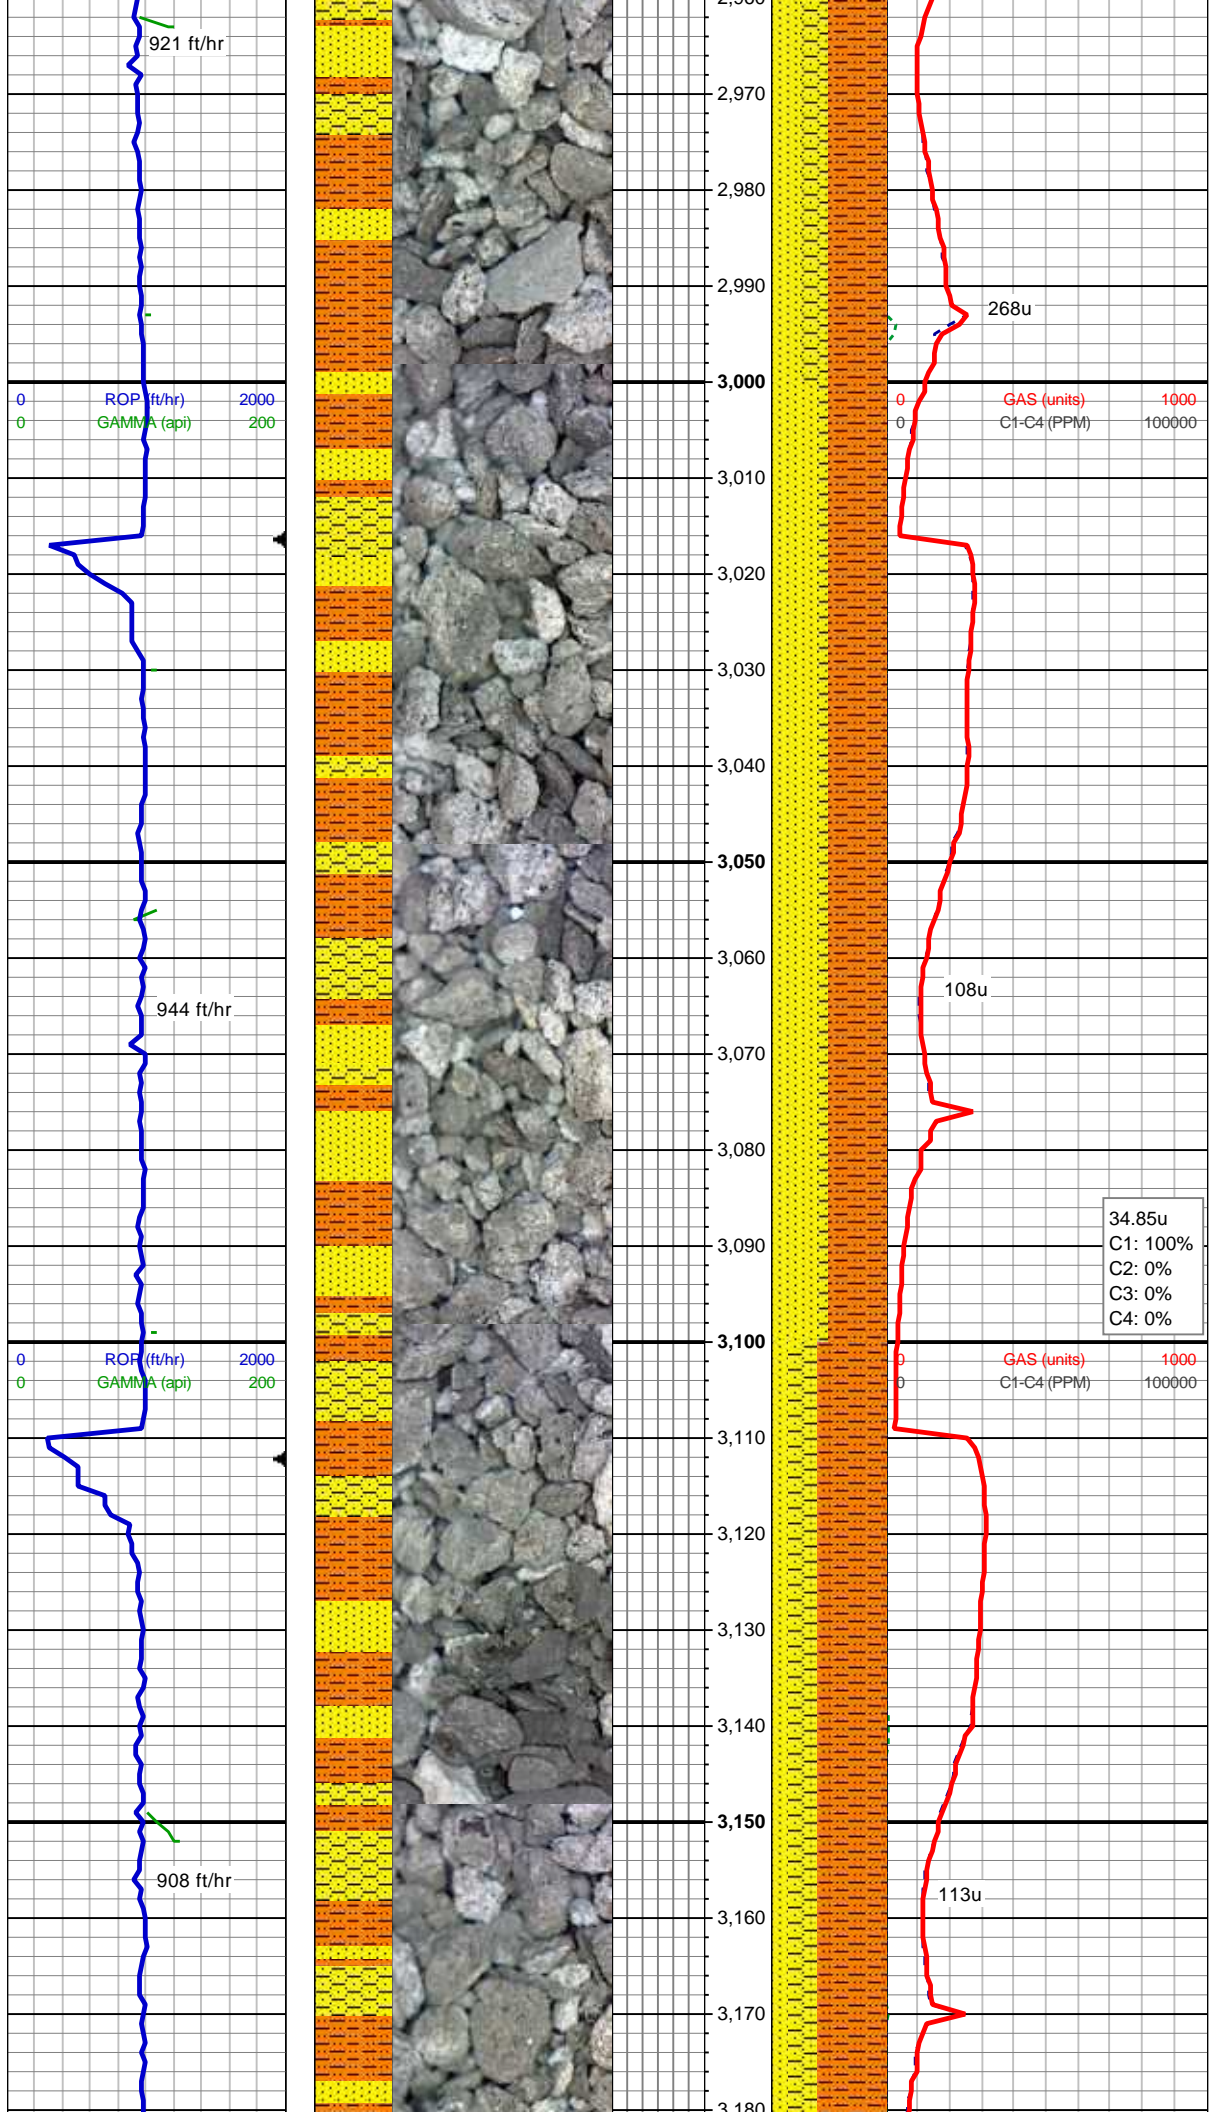 2,960
921 ft/hr
2,970
2,980
2,990
268u
3,000
0 ROP (ft/hr) 2000
0 GAMMA (api) 200
0 GAS (units) 1000
0 C1-C4 (PPM) 100000
3,010
3,020
3,030
3,040
3,050
3,060
108u
944 ft/hr
3,070
3,080
34.85u
C1: 100%
C2: 0%
C3: 0%
C4: 0%
3,090
3,100
0 ROP (ft/hr) 2000
0 GAMMA (api) 200
0 GAS (units) 1000
0 C1-C4 (PPM) 100000
3,110
3,120
3,130
3,140
3,150
908 ft/hr
113u
3,160
3,170
3,180